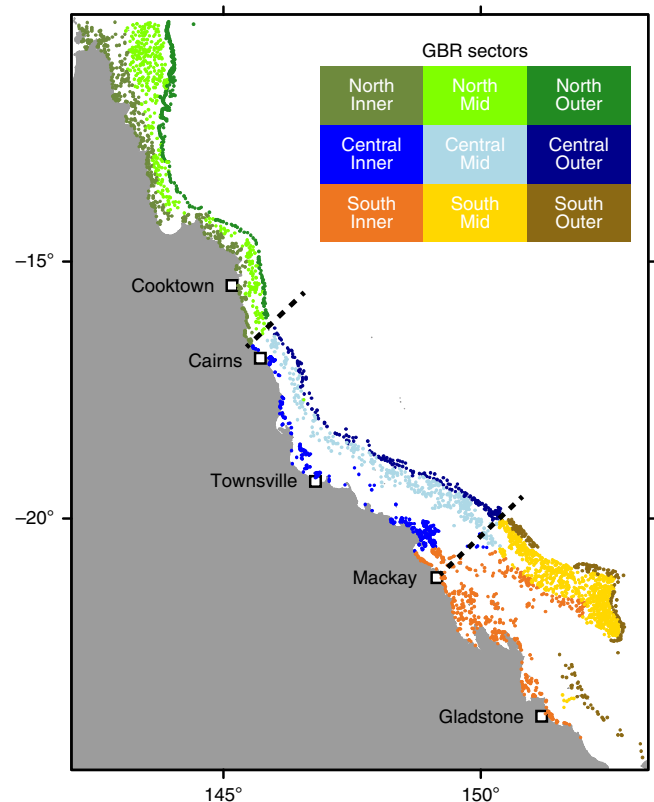 GBR sectors
North Inner
North Mid
North Outer
Central Inner
Central Mid
Central Outer
South Inner
South Mid
South Outer
−15°
Cooktown
Cairns
Townsville
−20°
Mackay
Gladstone
145°
150°